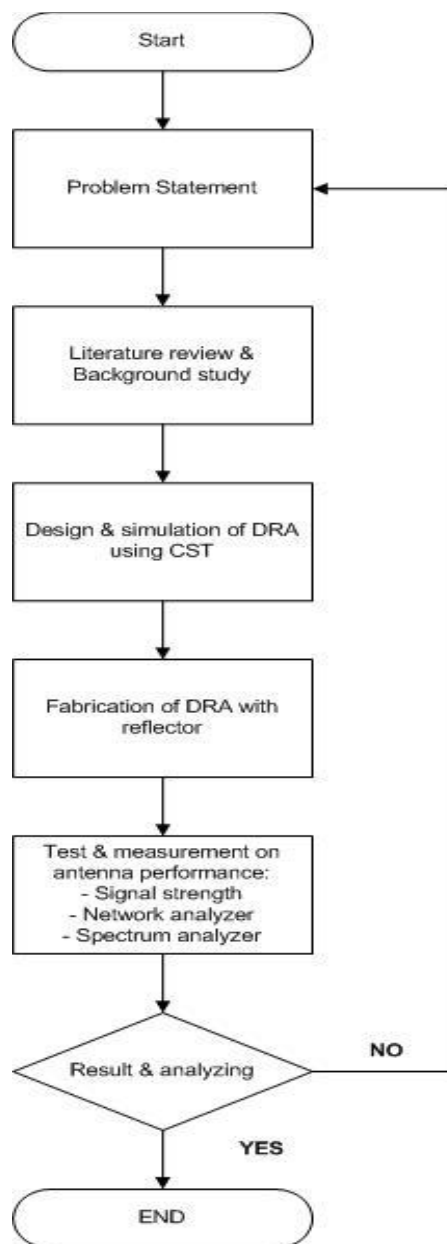 Start
Problem Statement
Literature review &
Background study
Design & simulation of DRA
using CST
Fabrication of DRA with
reflector
Test & measurement on
antenna performance:
- Signal strength
- Network analyzer
- Spectrum analyzer
Result & analyzing
NO
YES
END